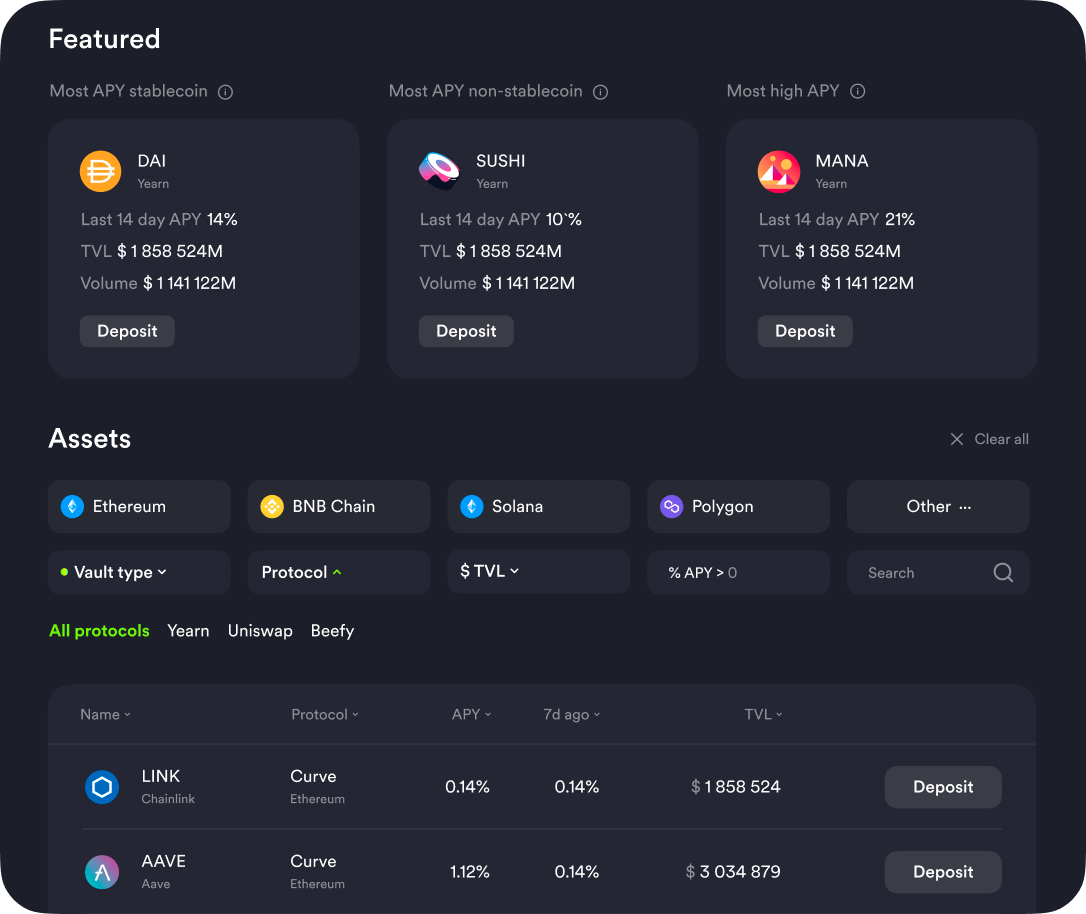 Featured
Most APY stablecoin
Most APY non-stablecoin
Most high APY
DAI
Yearn
Last 14 day APY 14%
TVL $ 1 858 524M
Volume $ 1 141 122M
Deposit
SUSHI
Yearn
Last 14 day APY 10`%
TVL $ 1 858 524M
Volume $ 1 141 122M
Deposit
MANA
Yearn
Last 14 day APY 21%
TVL $ 1 858 524M
Volume $ 1 141 122M
Deposit
Assets
Clear all
Ethereum
BNB Chain
Solana
Polygon
Other ···
Vault type
Protocol
$ TVL
% APY > 0
Search
All protocols Yearn Uniswap Beefy
Name Protocol APY 7d ago TVL
LINK
Chainlink
Curve
Ethereum
0.14%
0.14%
$ 1 858 524
Deposit
AAVE
Aave
Curve
Ethereum
1.12%
0.14%
$ 3 034 879
Deposit